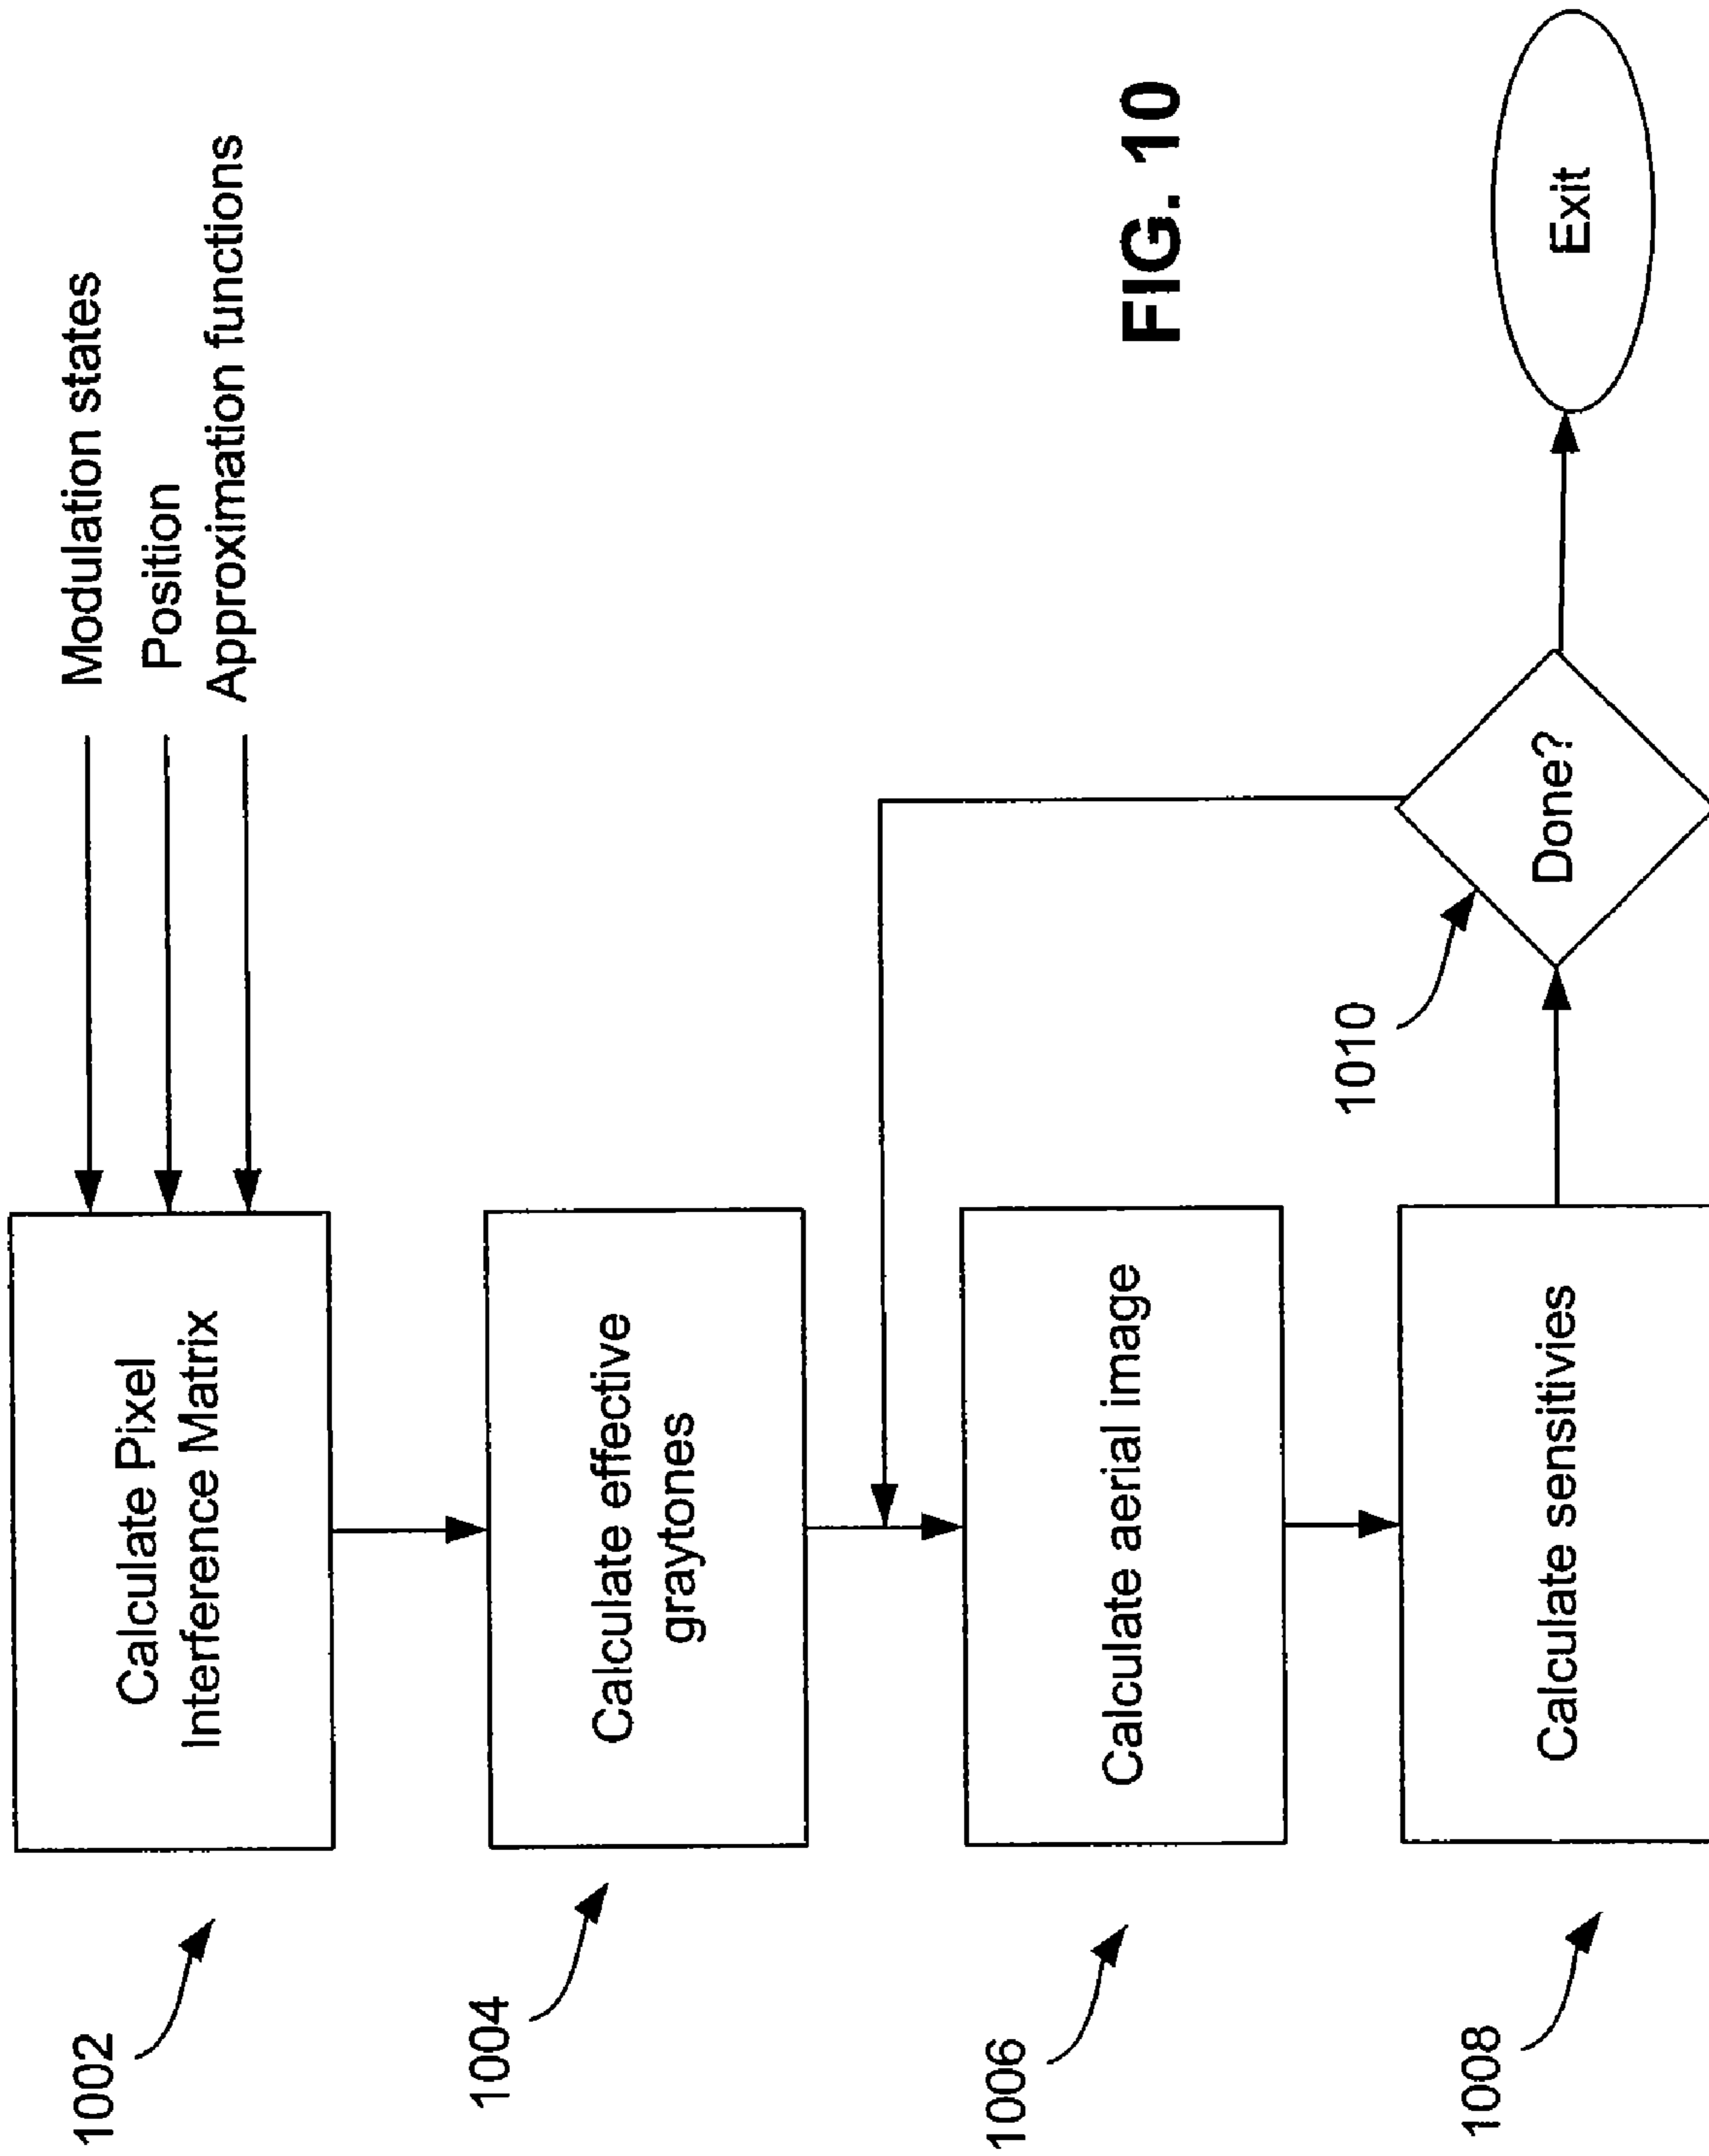 Modulation states
Position
Approximation functions
1002
Calculate Pixel
Interference Matrix
1004
Calculate effective
graytones
1006
Calculate aerial image
1008
Calculate sensitivies
1010
Done?
Exit
FIG. 10